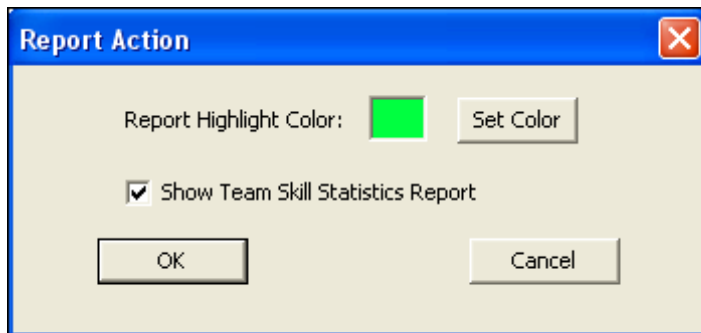 Report Action
Report Highlight Color: Set Color
Show Team Skill Statistics Report
OK Cancel